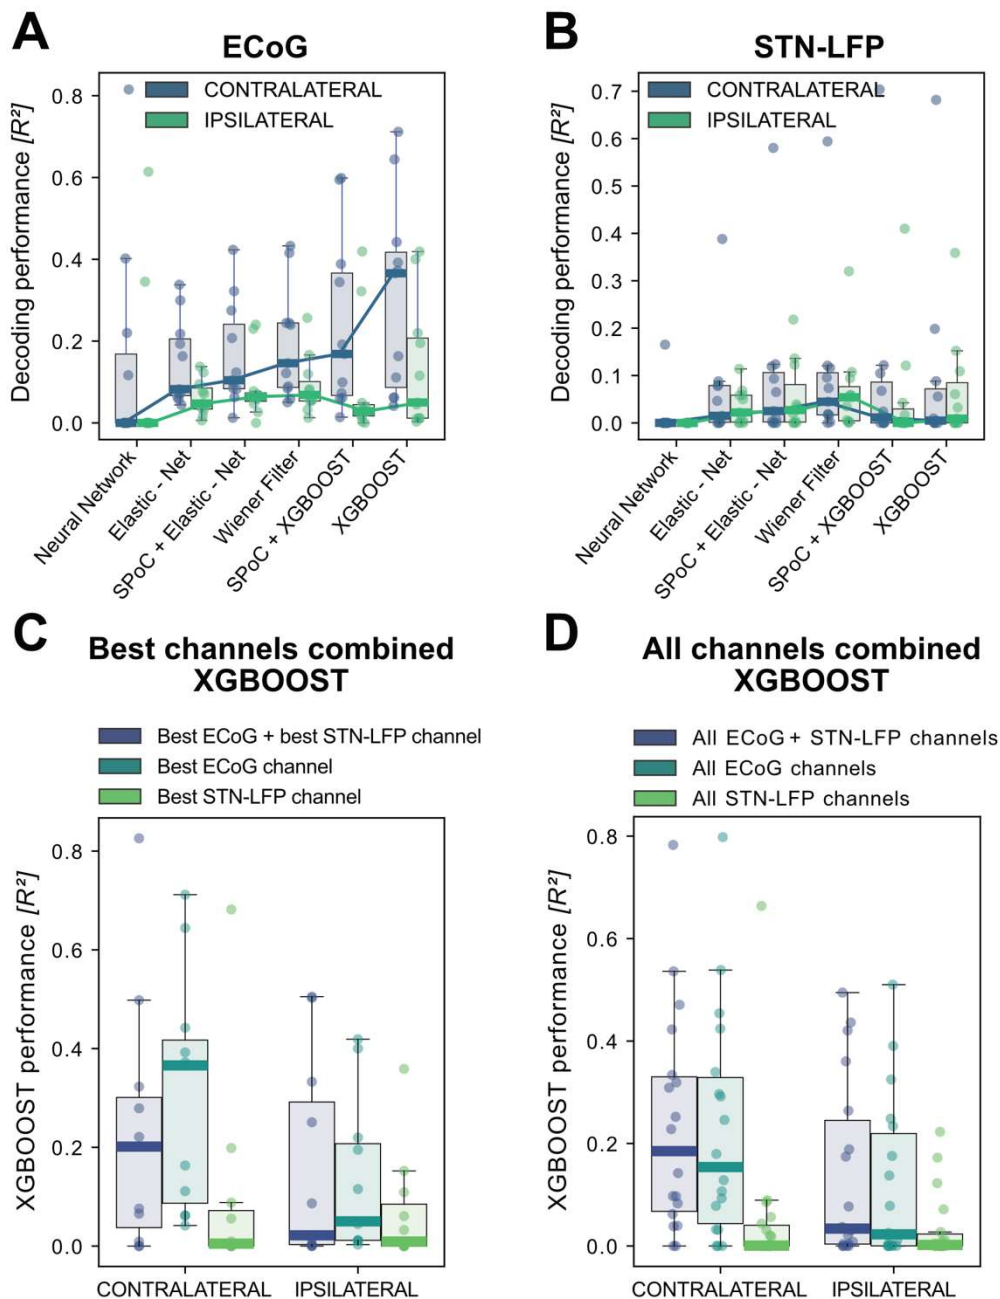 A
ECoG
CONTRALATERAL
IPSILATERAL
Decoding performance [R²]
0.8
0.6
0.4
0.2
0.0
Neural Network
Elastic - Net
SPoC + Elastic - Net
Wiener Filter
SPoC + XGBOOST
XGBOOST
B
STN-LFP
CONTRALATERAL
IPSILATERAL
Decoding performance [R²]
0.7
0.6
0.5
0.4
0.3
0.2
0.1
0.0
Neural Network
Elastic - Net
SPoC + Elastic - Net
Wiener Filter
SPoC + XGBOOST
XGBOOST
C
Best channels combined
XGBOOST
Best ECoG + best STN-LFP channel
Best ECoG channel
Best STN-LFP channel
XGBOOST performance [R²]
0.8
0.6
0.4
0.2
0.0
CONTRALATERAL
IPSILATERAL
D
All channels combined
XGBOOST
All ECoG + STN-LFP channels
All ECoG channels
All STN-LFP channels
XGBOOST performance [R²]
0.8
0.6
0.4
0.2
0.0
CONTRALATERAL
IPSILATERAL